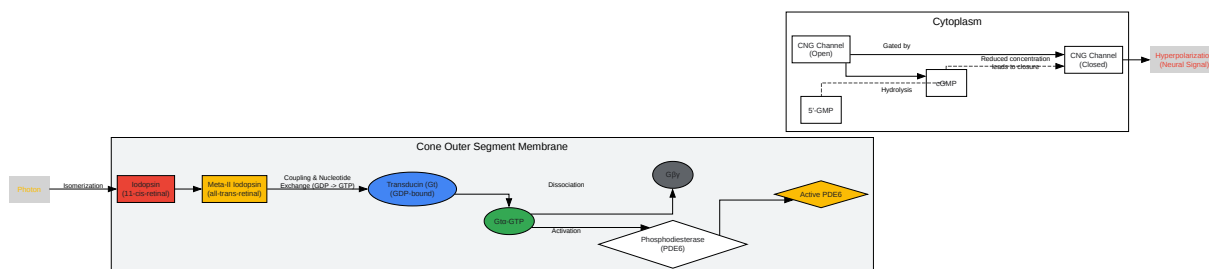 Cytoplasm
CNG Channel
(Open)
Gated by
CNG Channel
(Closed)
Reduced concentration
leads to closure
cGMP
Hydrolysis
5'-GMP
Hyperpolarization
(Neural Signal)
Cone Outer Segment Membrane
Photon
Isomerization
Iodopsin
(11-cis-retinal)
Meta-II Iodopsin
(all-trans-retinal)
Coupling & Nucleotide
Exchange (GDP -> GTP)
Transducin (Gt)
(GDP-bound)
Dissociation
Gβγ
Gtα-GTP
Activation
Phosphodiesterase
(PDE6)
Active PDE6